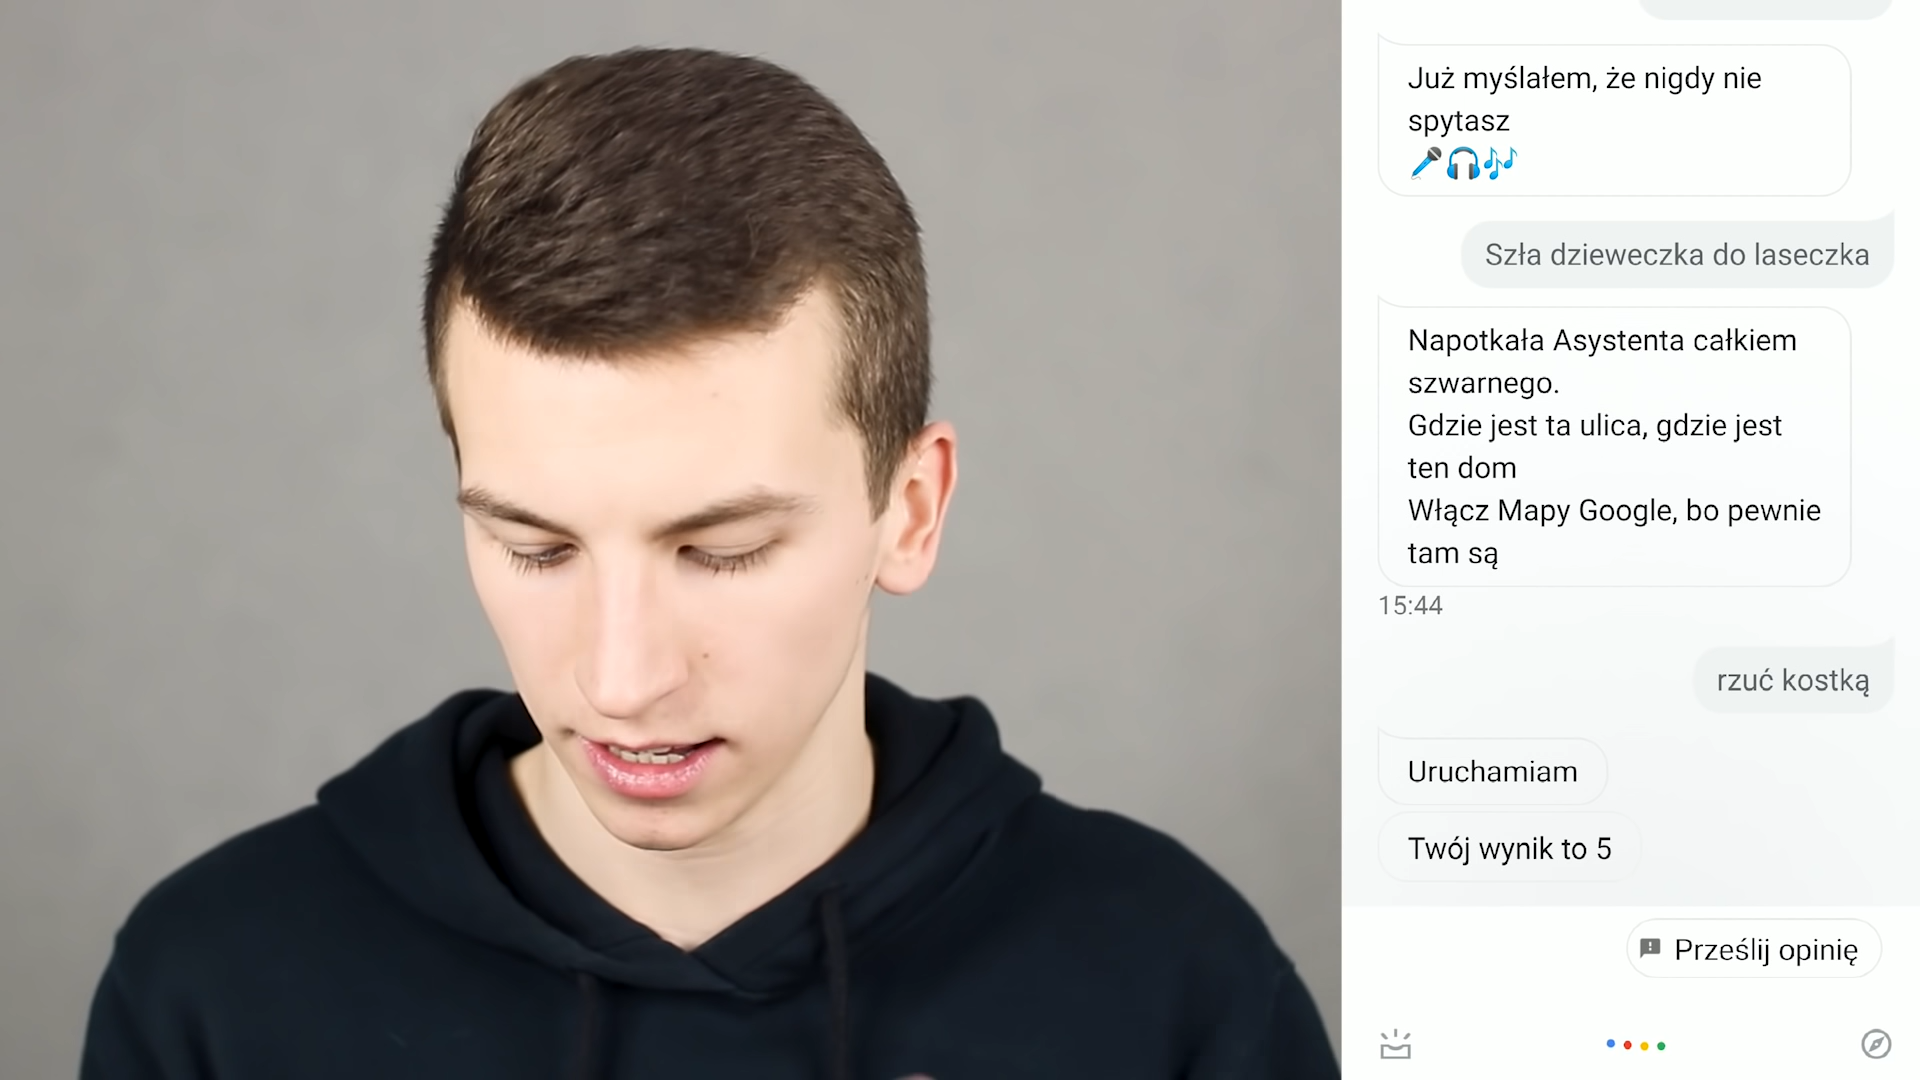 Już myślałem, że nigdy nie
spytasz
🎤🎧🎶
Szła dzieweczka do laseczka
Napotkała Asystenta całkiem
szwarnego.
Gdzie jest ta ulica, gdzie jest
ten dom
Włącz Mapy Google, bo pewnie
tam są
15:44
rzuć kostką
Uruchamiam
Twój wynik to 5
Prześlij opinię